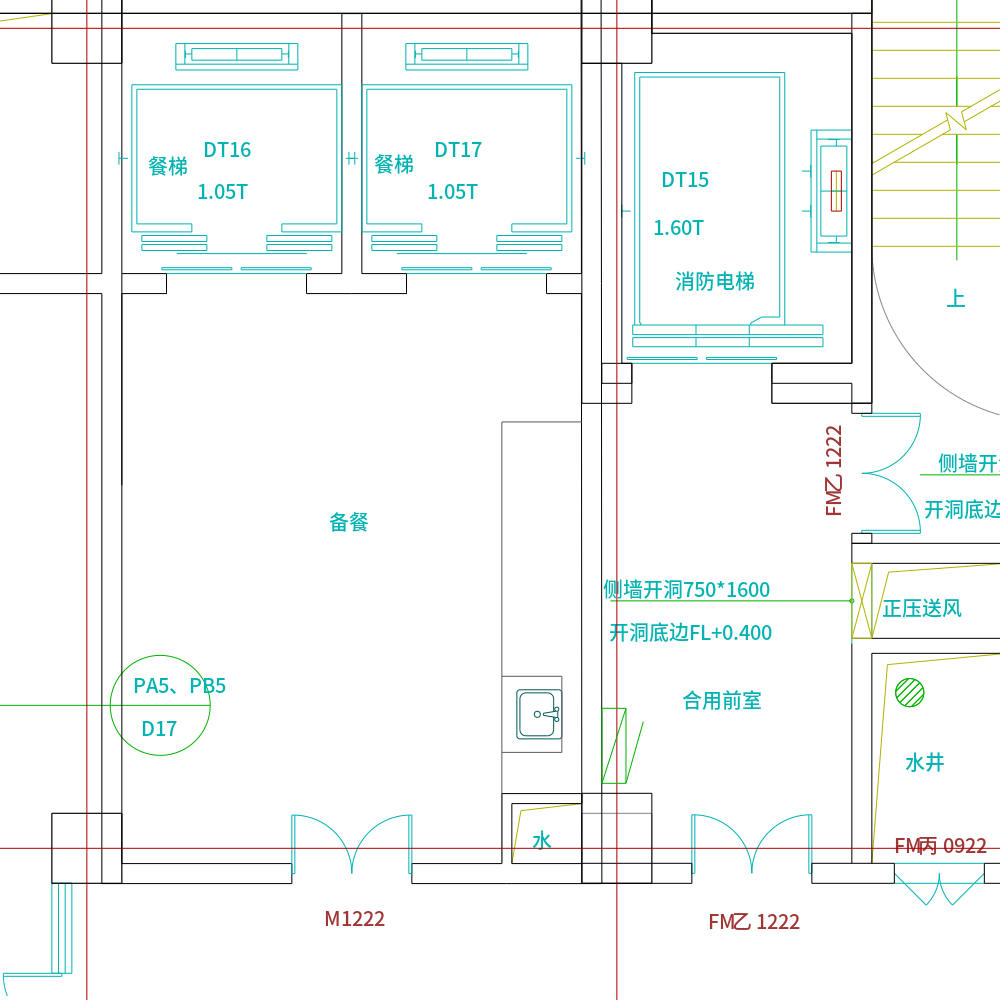 DT16
餐梯
1.05T
DT17
餐梯
1.05T
DT15
1.60T
消防电梯
上
FM乙 1222
侧墙开
开洞底边
备餐
侧墙开洞750*1600
开洞底边FL+0.400
正压送风
合用前室
PA5、PB5
D17
水井
水
FM丙 0922
M1222
FM乙 1222